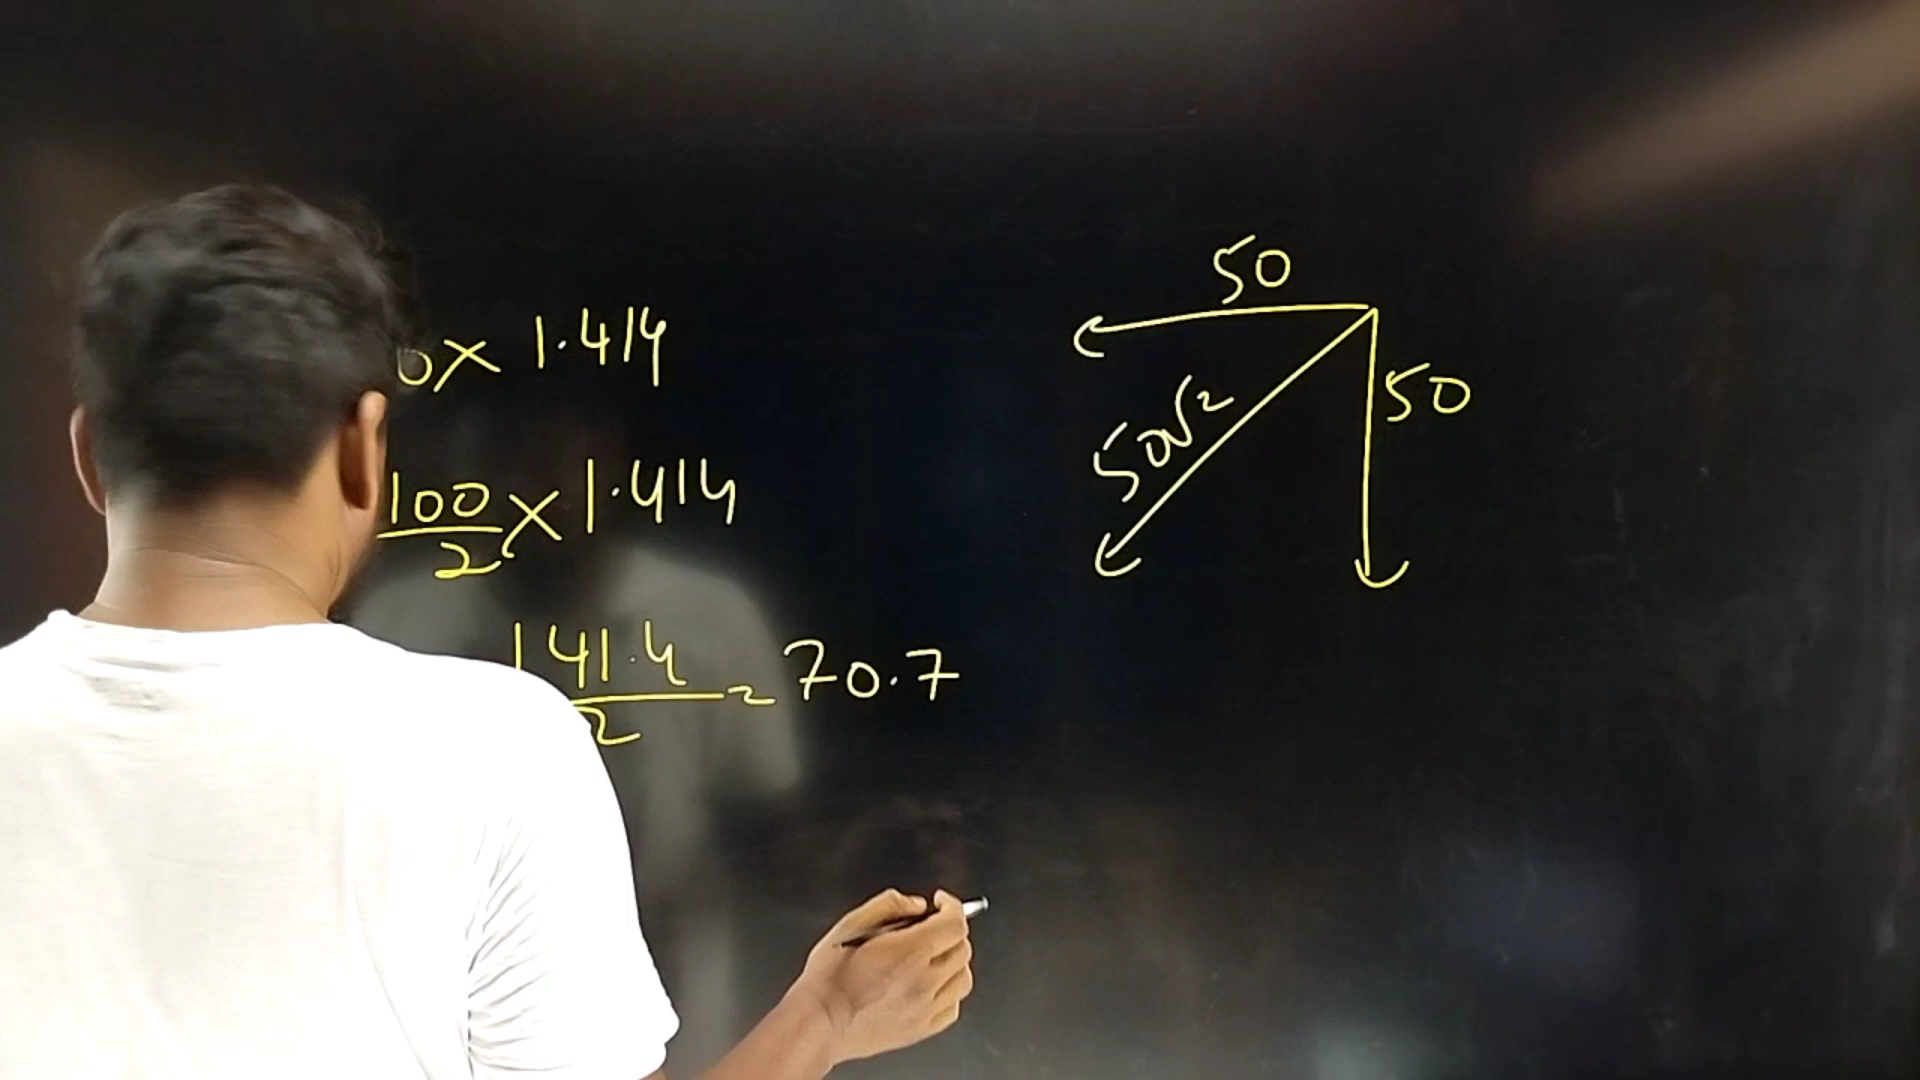 0 × 1.414
100/2 × 1.414
141.4/2 = 70.7
50
50
50√2